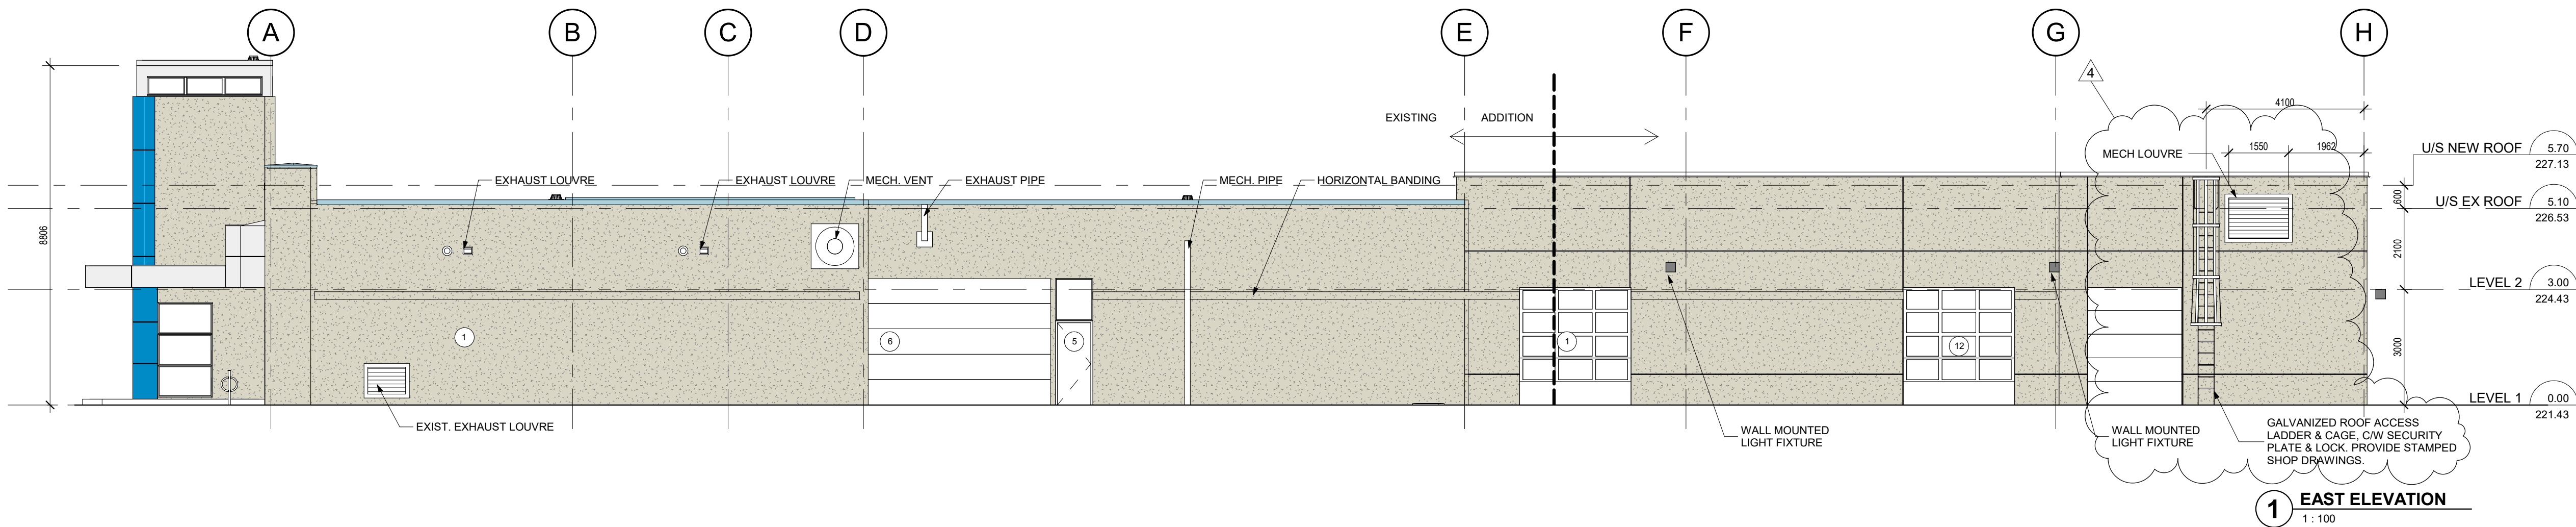 A
B
C
D
E
F
G
H
4
4100
8806
EXISTING
ADDITION
MECH LOUVRE
1550
1962
U/S NEW ROOF
5.70
227.13
EXHAUST LOUVRE
EXHAUST LOUVRE
MECH. VENT
EXHAUST PIPE
MECH. PIPE
HORIZONTAL BANDING
600
U/S EX ROOF
5.10
226.53
2100
LEVEL 2
3.00
224.43
1
6
5
1
12
3000
LEVEL 1
0.00
221.43
EXIST. EXHAUST LOUVRE
WALL MOUNTED
LIGHT FIXTURE
WALL MOUNTED
LIGHT FIXTURE
GALVANIZED ROOF ACCESS
LADDER & CAGE, C/W SECURITY
PLATE & LOCK. PROVIDE STAMPED
SHOP DRAWINGS.
1
EAST ELEVATION
1 : 100